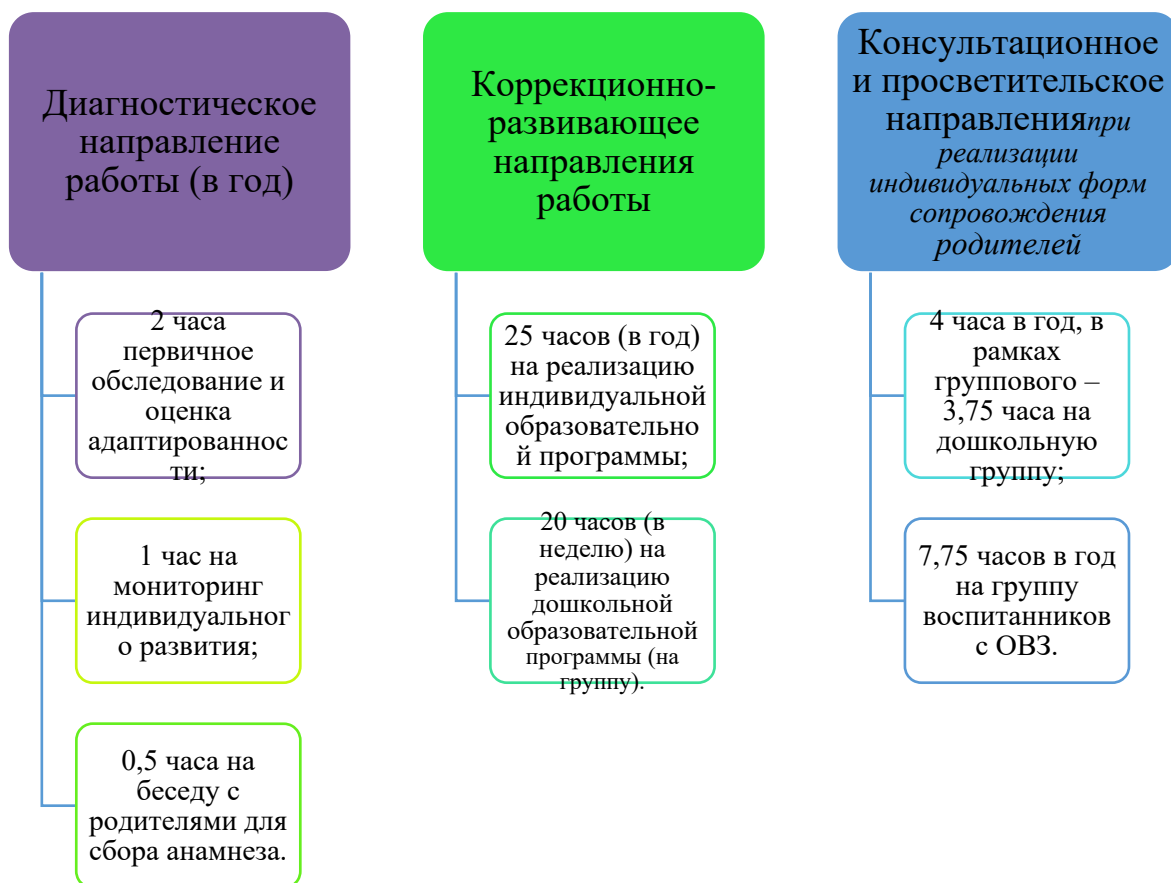 Диагностическое
направление
работы (в год)
2 часа
первичное
обследование и
оценка
адаптированнос
ти;
1 час на
мониторинг
индивидуальног
о развития;
0,5 часа на
беседу с
родителями для
сбора анамнеза.
Коррекционно-
развивающее
направления
работы
25 часов (в год)
на реализацию
индивидуальной
образовательно
й программы;
20 часов (в
неделю) на
реализацию
дошкольной
образовательной
программы (на
группу).
Консультационное
и просветительское
направленияпри
реализации
индивидуальных форм
сопровождения
родителей
4 часа в год, в
рамках
группового –
3,75 часа на
дошкольную
группу;
7,75 часов в год
на группу
воспитанников
с ОВЗ.